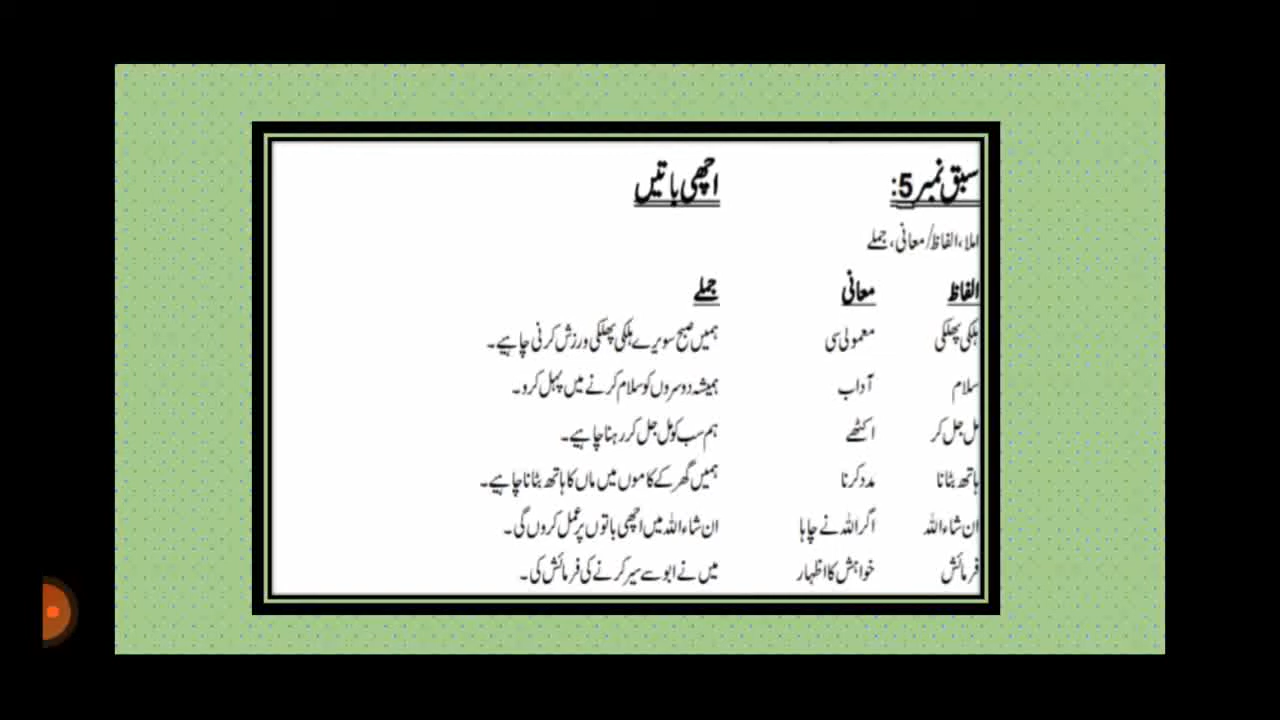 سبق نمبر 5: اچھی باتیں
املا، الفاظ/معانی، جملے
الفاظ معانی جملے
ہلکی پھلکی معمولی سی ہمیں صبح سویرے ہلکی پھلکی ورزش کرنی چاہیے۔
سلام آداب ہمیشہ دوسروں کو سلام کرنے میں پہل کرو۔
مل جل کر اکٹھے ہم سب کو مل جل کر رہنا چاہیے۔
ہاتھ بٹانا مدد کرنا ہمیں گھر کے کاموں میں ماں کا ہاتھ بٹانا چاہیے۔
ان شاء اللہ اگر اللہ نے چاہا ان شاء اللہ میں اچھی باتوں پر عمل کروں گی۔
فرمائش خواہش کا اظہار میں نے ابو سے سیر کرنے کی فرمائش کی۔